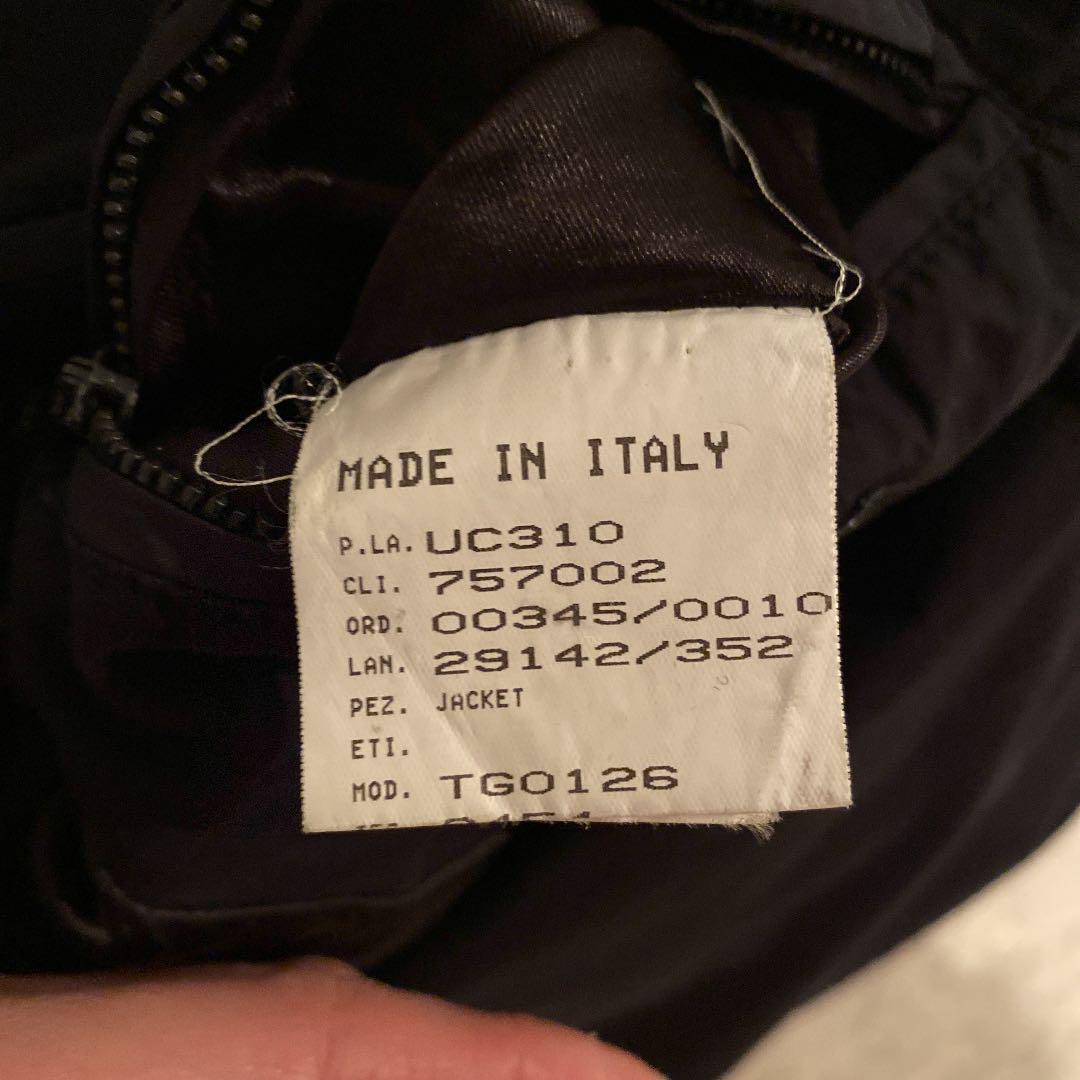 MADE IN ITALY
P.LA. UC310
CLI. 757002
ORD. 00345/0010
LAN. 29142/352
PEZ. JACKET
ETI.
MOD. TG0126